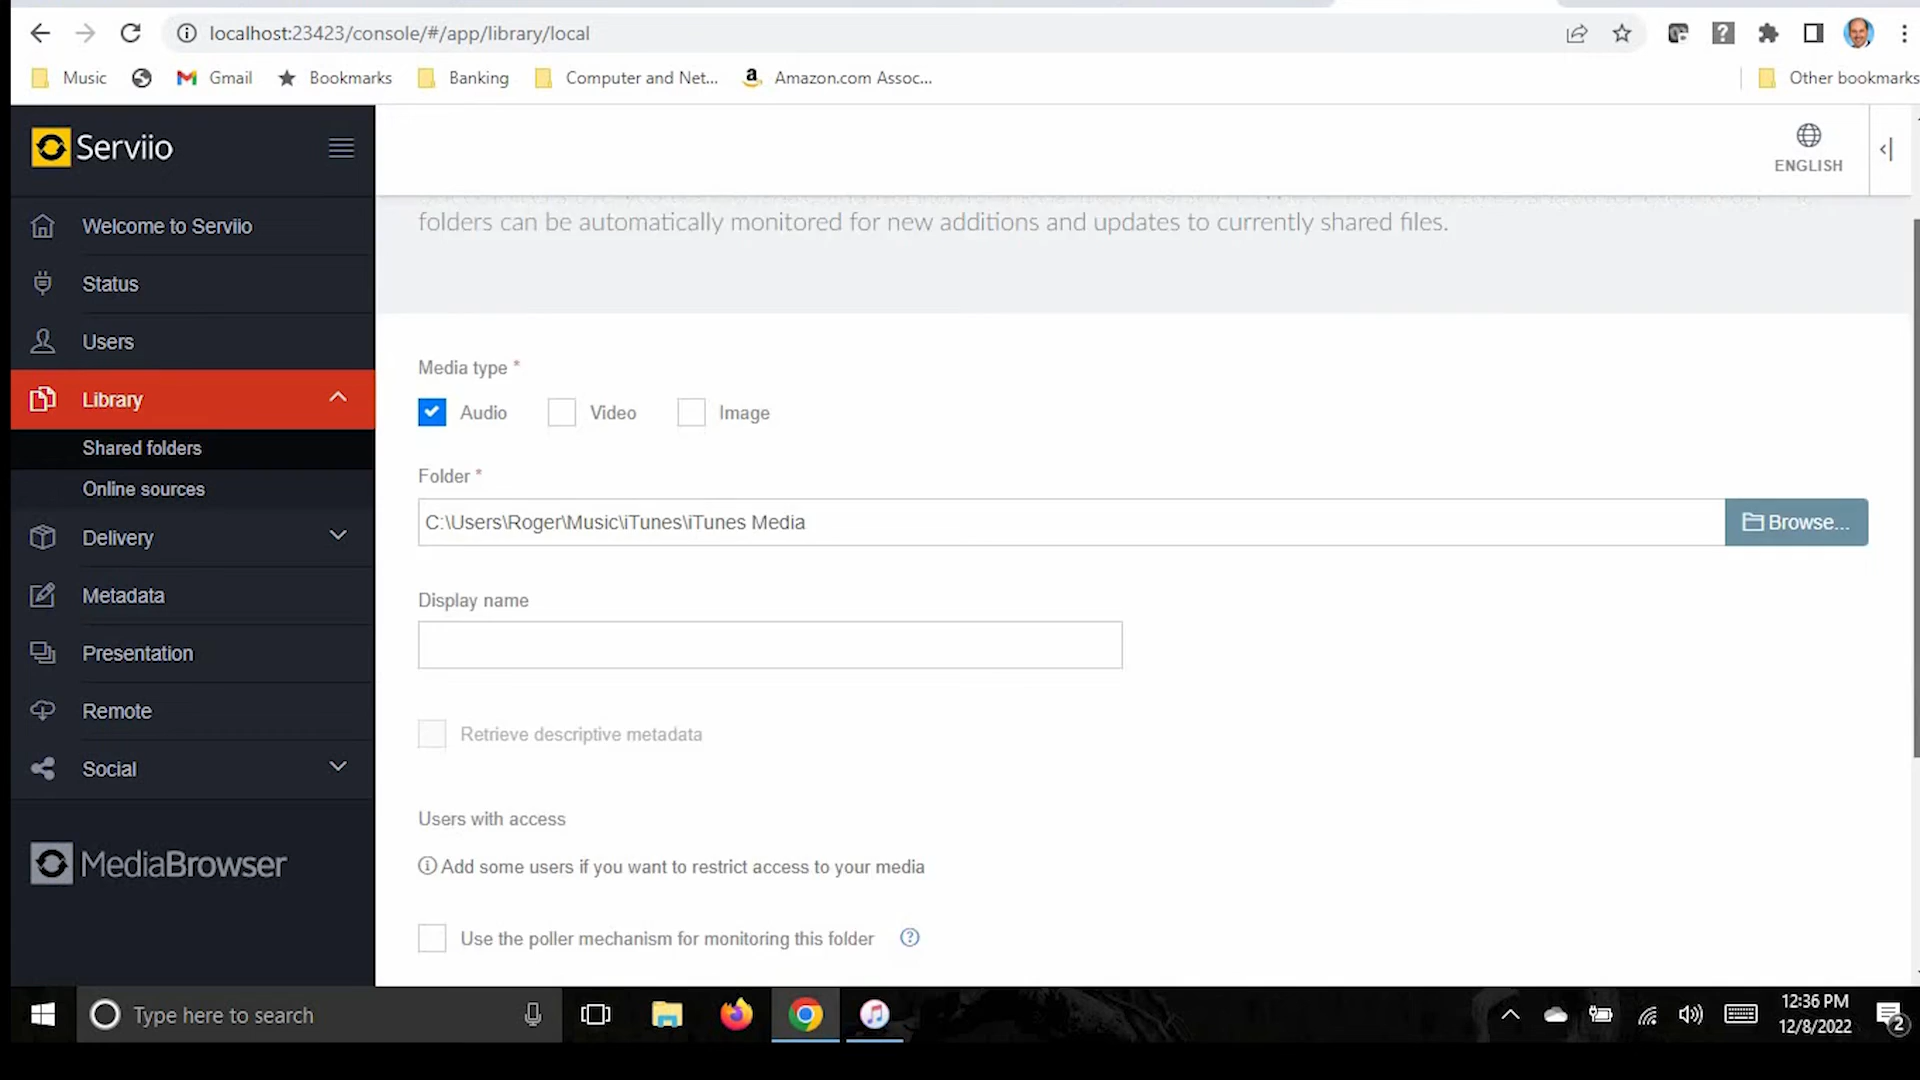 localhost:23423/console/#/app/library/local
Music
Gmail
Bookmarks
Banking
Computer and Net...
Amazon.com Assoc...
Other bookmarks
Serviio
ENGLISH
folders can be automatically monitored for new additions and updates to currently shared files.
Welcome to Serviio
Status
Users
Library
Shared folders
Online sources
Delivery
Metadata
Presentation
Remote
Social
MediaBrowser
Media type *
Audio
Video
Image
Folder *
C:\Users\Roger\Music\iTunes\iTunes Media
Browse...
Display name
Retrieve descriptive metadata
Users with access
Add some users if you want to restrict access to your media
Use the poller mechanism for monitoring this folder
Type here to search
12:36 PM
12/8/2022
2